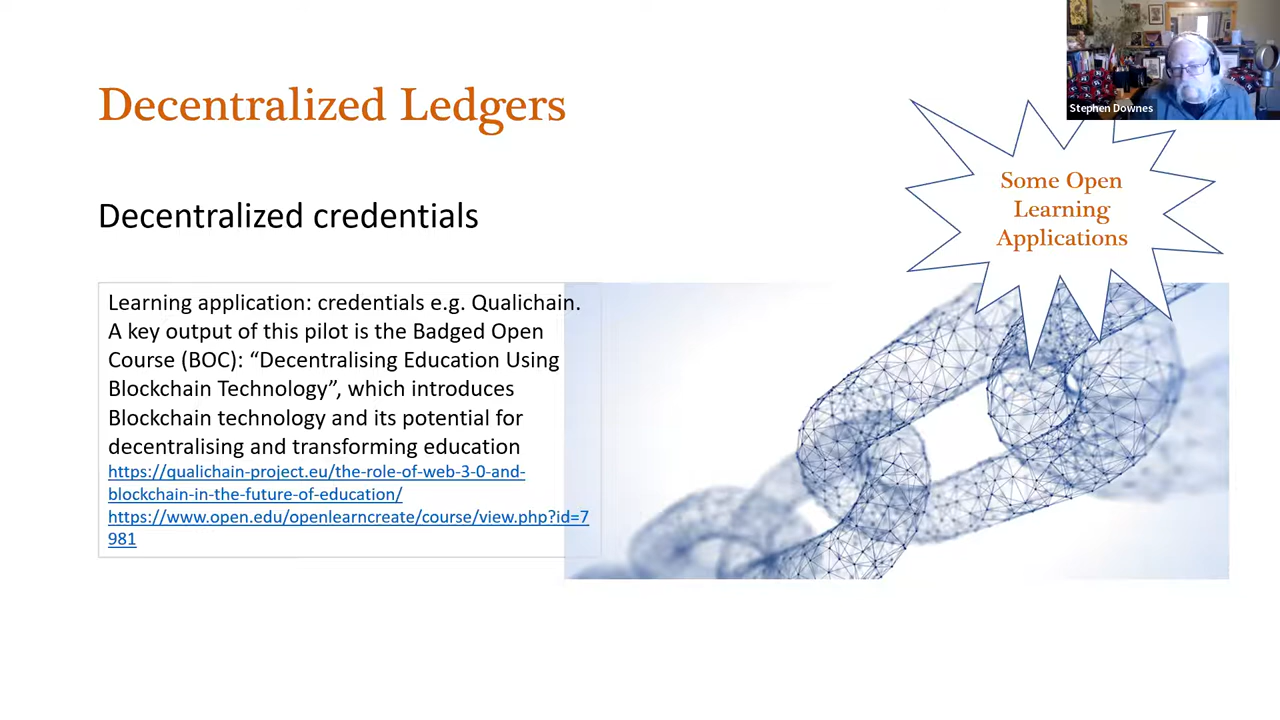 Decentralized Ledgers
Stephen Downes
Some Open
Learning
Applications
Decentralized credentials
Learning application: credentials e.g. Qualichain.
A key output of this pilot is the Badged Open
Course (BOC): “Decentralising Education Using
Blockchain Technology”, which introduces
Blockchain technology and its potential for
decentralising and transforming education
https://qualichain-project.eu/the-role-of-web-3-0-and-
blockchain-in-the-future-of-education/
https://www.open.edu/openlearncreate/course/view.php?id=7
981